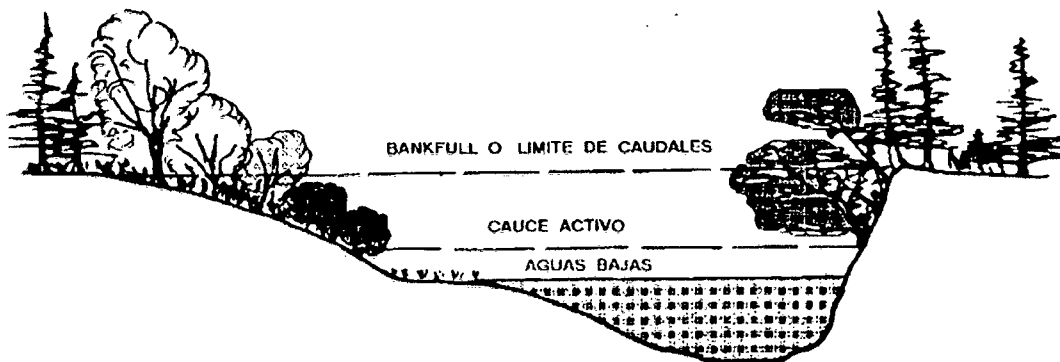 BANKFULL O LIMITE DE CAUDALES
CAUCE ACTIVO
AGUAS BAJAS